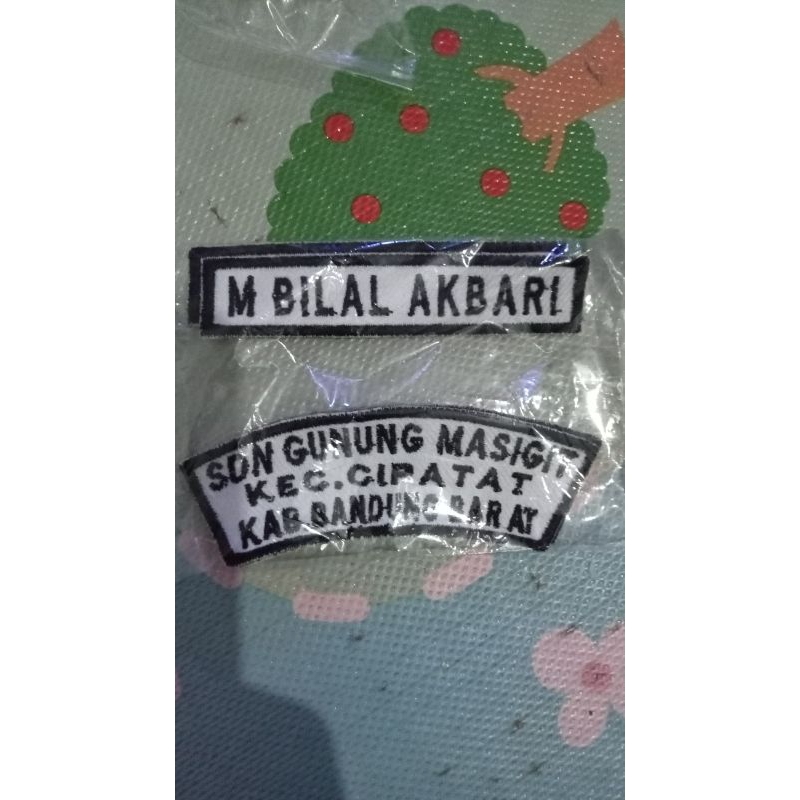 M BILAL AKBARI
SDN GUNUNG MASIGIT
KEC.CIPATAT
KAB BANDUNG BARAT